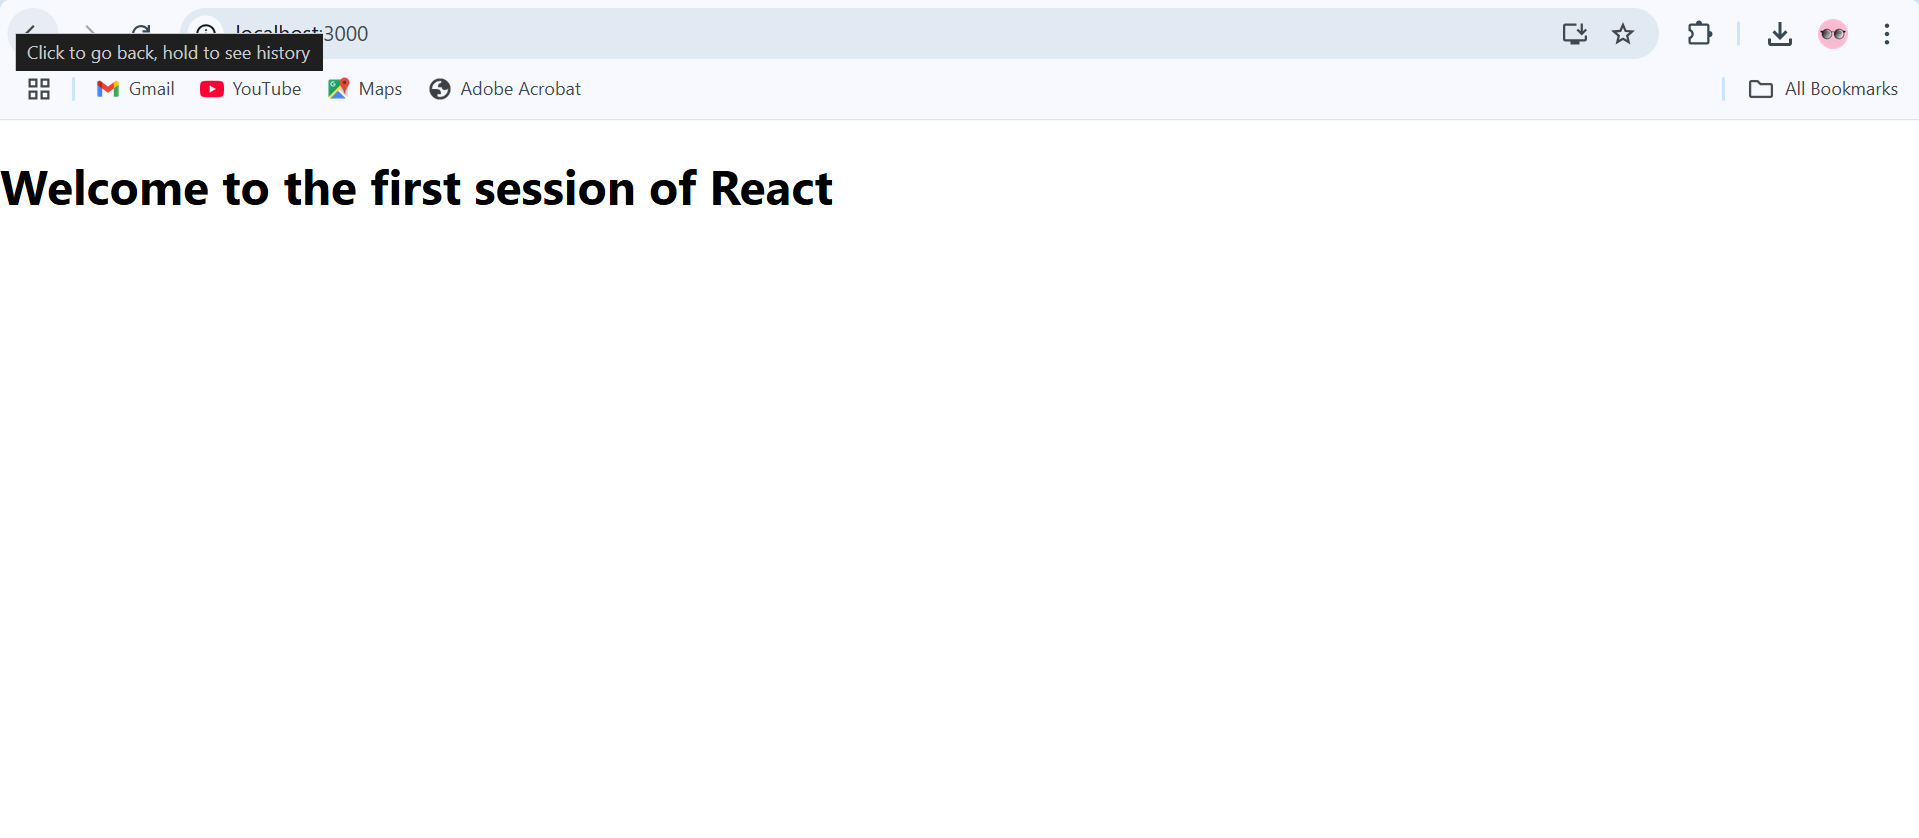 localhost:3000
Click to go back, hold to see history
Gmail
YouTube
Maps
Adobe Acrobat
All Bookmarks
Welcome to the first session of React